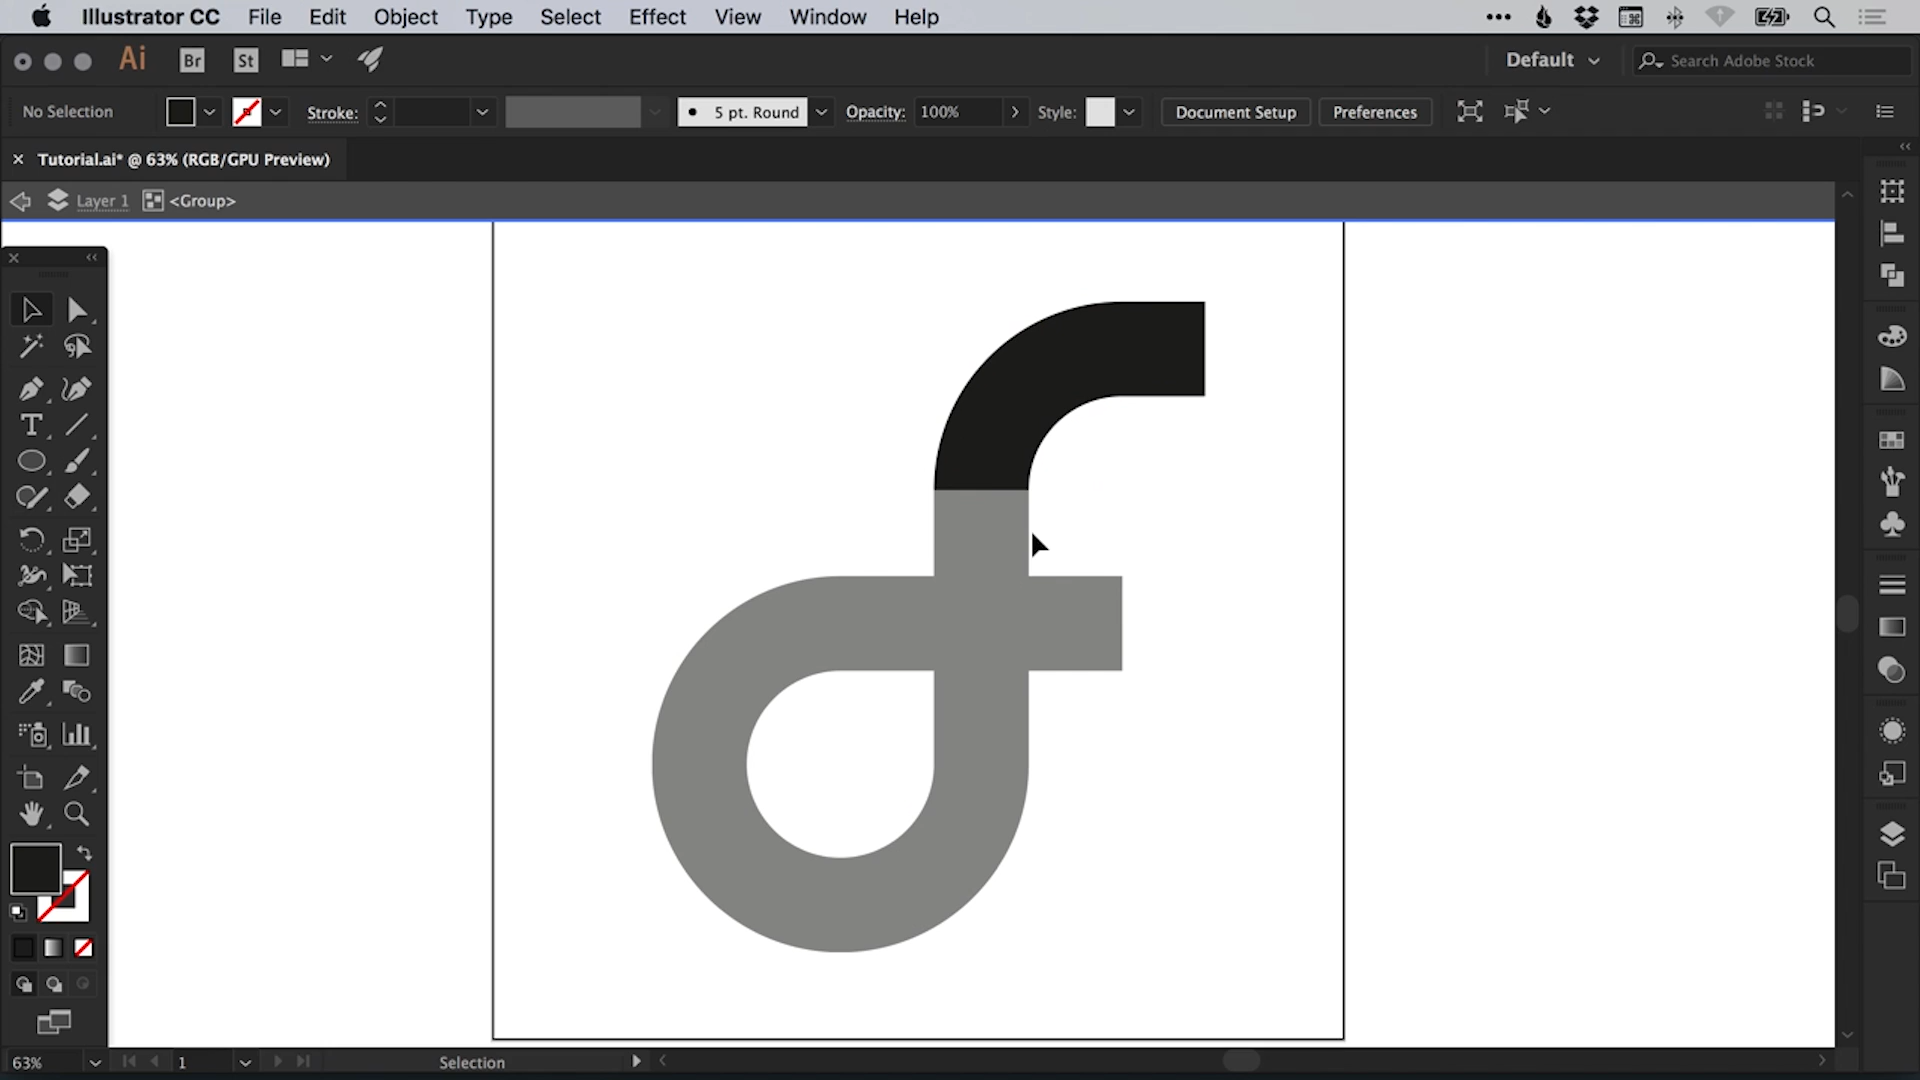 Illustrator CC File Edit Object Type Select Effect View Window Help
Ai Br St Default Search Adobe Stock
No Selection Stroke: 5 pt. Round Opacity: 100% Style: Document Setup Preferences
Tutorial.ai* @ 63% (RGB/GPU Preview)
Layer 1 <Group>
63% 1 Selection